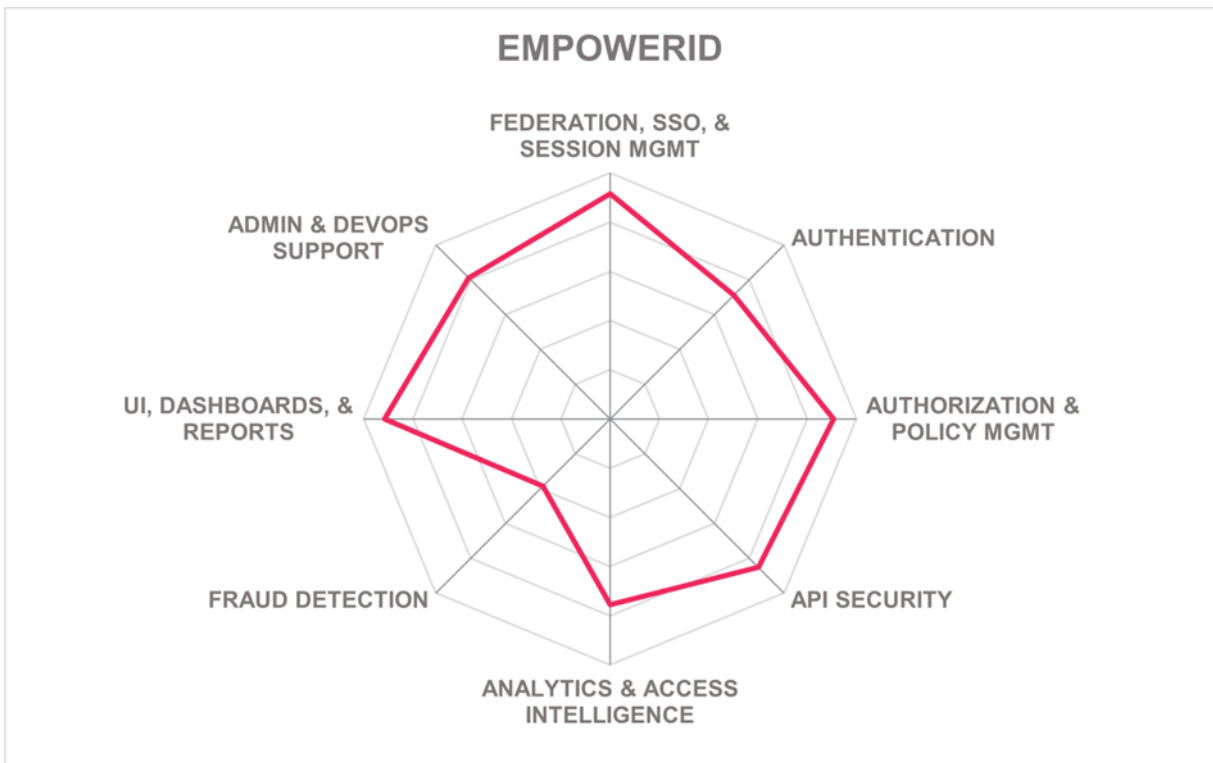 EMPOWERID
FEDERATION, SSO, &
SESSION MGMT
ADMIN & DEVOPS
SUPPORT
AUTHENTICATION
UI, DASHBOARDS, &
REPORTS
AUTHORIZATION &
POLICY MGMT
FRAUD DETECTION
API SECURITY
ANALYTICS & ACCESS
INTELLIGENCE